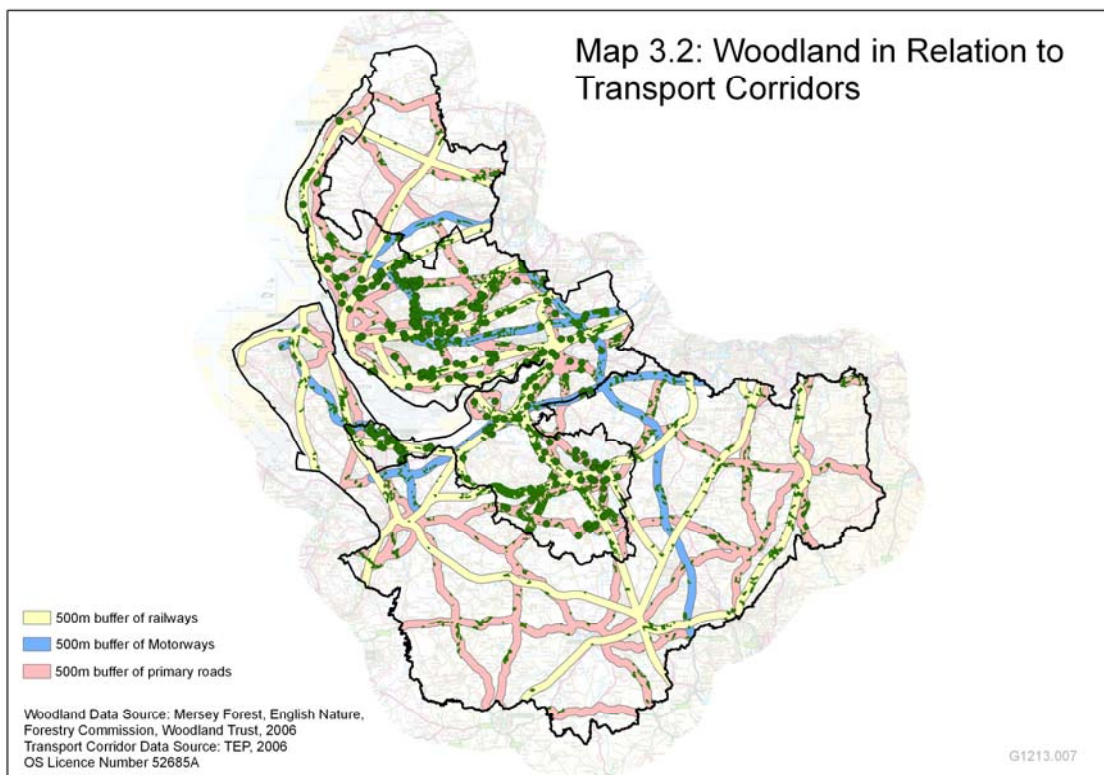 Map 3.2: Woodland in Relation to
Transport Corridors
500m buffer of railways
500m buffer of Motorways
500m buffer of primary roads
Woodland Data Source: Mersey Forest, English Nature,
Forestry Commission, Woodland Trust, 2006
Transport Corridor Data Source: TEP, 2006
OS Licence Number 52685A
G1213.007